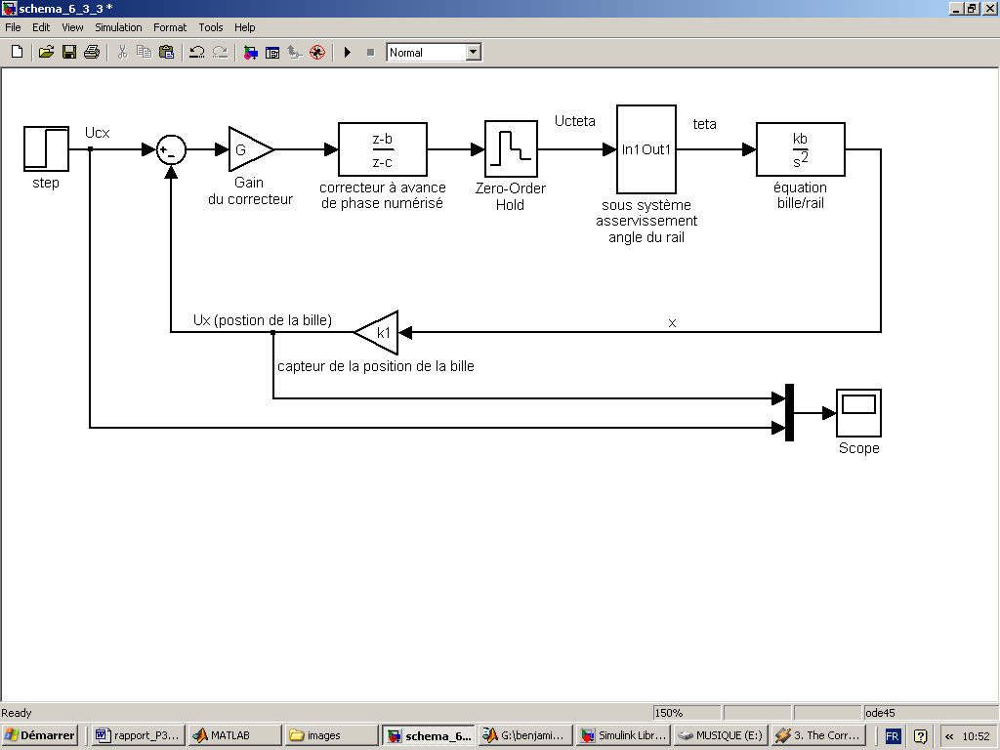 schema_6_3_3 *
File Edit View Simulation Format Tools Help
Normal
Ucx
step
+
-
G
Gain
du correcteur
z-b
z-c
correcteur à avance
de phase numérisé
Zero-Order
Hold
Ucteta
In1 Out1
sous système
asservissement
angle du rail
teta
kb
s2
équation
bille/rail
Ux (postion de la bille)
k1
x
capteur de la position de la bille
Scope
Ready 150% ode45
Démarrer rapport_P3... MATLAB images schema_6... G:\benjami... Simulink Libr... MUSIQUE (E:) 3. The Corr... FR « 10:52